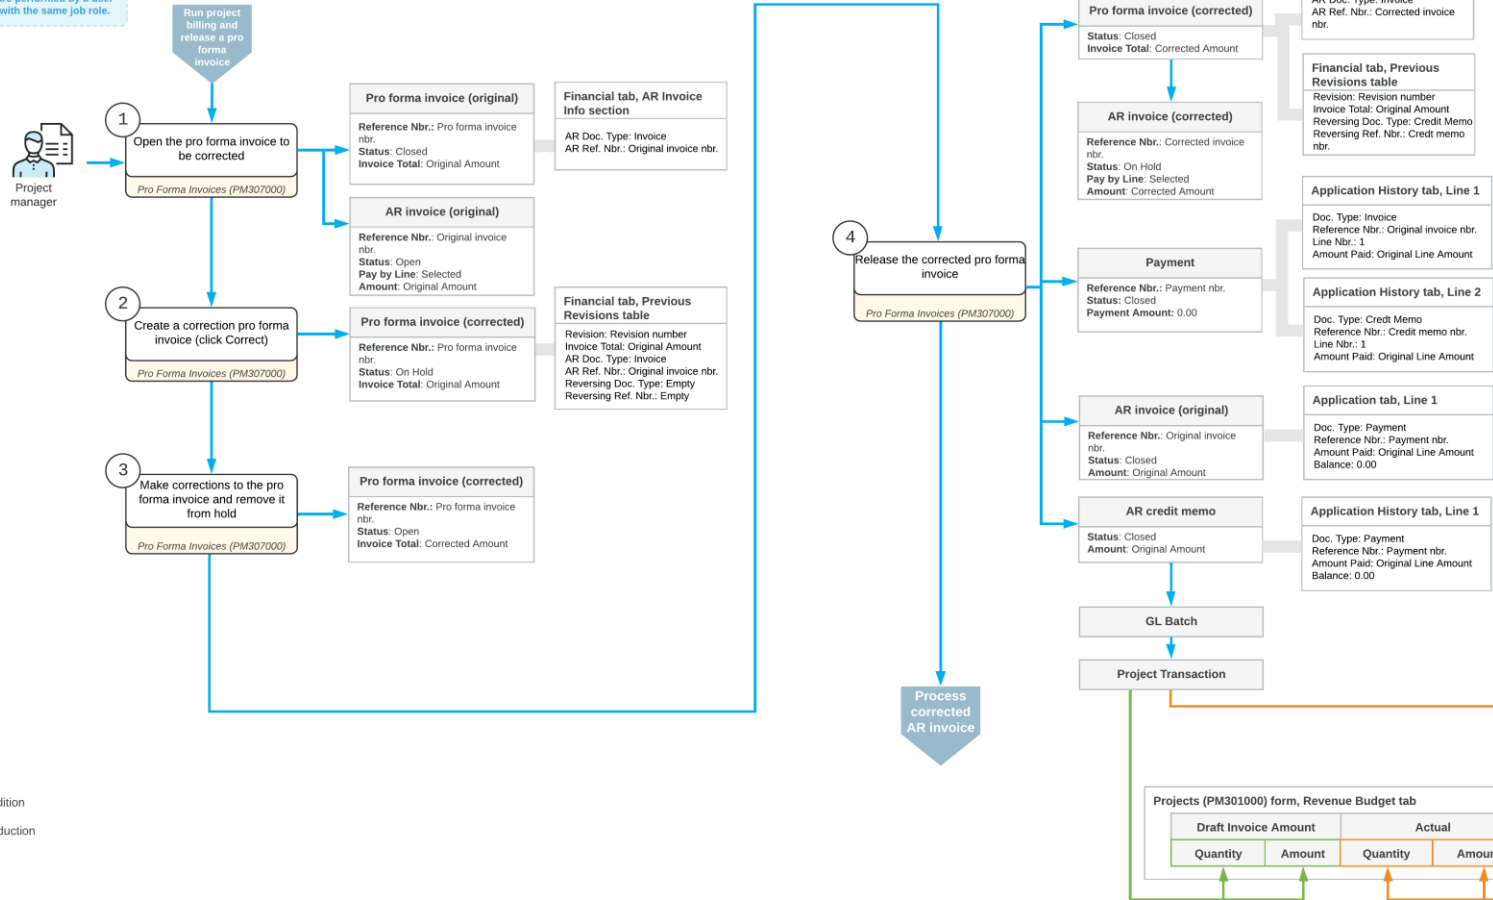 are performed by a user
with the same job role.
Run project
billing and
release a pro
forma
invoice
Project
manager
1
Open the pro forma invoice to
be corrected
Pro Forma Invoices (PM307000)
Pro forma invoice (original)
Reference Nbr.: Pro forma invoice
nbr.
Status: Closed
Invoice Total: Original Amount
Financial tab, AR Invoice
Info section
AR Doc. Type: Invoice
AR Ref. Nbr.: Original invoice nbr.
AR invoice (original)
Reference Nbr.: Original invoice
nbr.
Status: Open
Pay by Line: Selected
Amount: Original Amount
2
Create a correction pro forma
invoice (click Correct)
Pro Forma Invoices (PM307000)
Pro forma invoice (corrected)
Reference Nbr.: Pro forma invoice
nbr.
Status: On Hold
Invoice Total: Original Amount
Financial tab, Previous
Revisions table
Revision: Revision number
Invoice Total: Original Amount
AR Doc. Type: Invoice
AR Ref. Nbr.: Original invoice nbr.
Reversing Doc. Type: Empty
Reversing Ref. Nbr.: Empty
3
Make corrections to the pro
forma invoice and remove it
from hold
Pro Forma Invoices (PM307000)
Pro forma invoice (corrected)
Reference Nbr.: Pro forma invoice
nbr.
Status: Open
Invoice Total: Corrected Amount
4
Release the corrected pro forma
invoice
Pro Forma Invoices (PM307000)
Process
corrected
AR invoice
Pro forma invoice (corrected)
Status: Closed
Invoice Total: Corrected Amount
AR Doc. Type: Invoice
AR Ref. Nbr.: Corrected invoice
nbr.
Financial tab, Previous
Revisions table
Revision: Revision number
Invoice Total: Original Amount
Reversing Doc. Type: Credit Memo
Reversing Ref. Nbr.: Credt memo
nbr.
AR invoice (corrected)
Reference Nbr.: Corrected invoice
nbr.
Status: On Hold
Pay by Line: Selected
Amount: Corrected Amount
Payment
Reference Nbr.: Payment nbr.
Status: Closed
Payment Amount: 0.00
Application History tab, Line 1
Doc. Type: Invoice
Reference Nbr.: Original invoice nbr.
Line Nbr.: 1
Amount Paid: Original Line Amount
Application History tab, Line 2
Doc. Type: Credt Memo
Reference Nbr.: Credit memo nbr.
Line Nbr.: 1
Amount Paid: Original Line Amount
AR invoice (original)
Reference Nbr.: Original invoice
nbr.
Status: Closed
Amount: Original Amount
Application tab, Line 1
Doc. Type: Payment
Reference Nbr.: Payment nbr.
Amount Paid: Original Line Amount
Balance: 0.00
AR credit memo
Status: Closed
Amount: Original Amount
Application History tab, Line 1
Doc. Type: Payment
Reference Nbr.: Payment nbr.
Amount Paid: Original Line Amount
Balance: 0.00
GL Batch
Project Transaction
dition
duction
Projects (PM301000) form, Revenue Budget tab
Draft Invoice Amount
Actual
Quantity
Amount
Quantity
Amoun